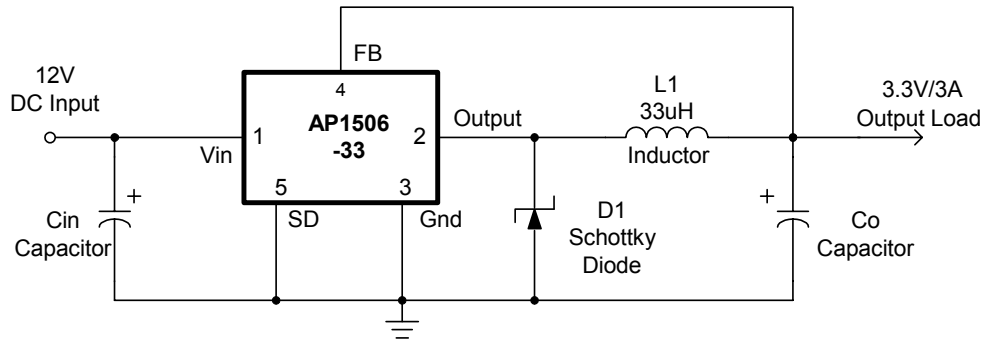 FB
12V
DC Input
4
AP1506
-33
1
2
Vin
Output
L1
33uH
Inductor
3.3V/3A
Output Load
5
3
SD
Gnd
+
Cin
Capacitor
D1
Schottky
Diode
+
Co
Capacitor